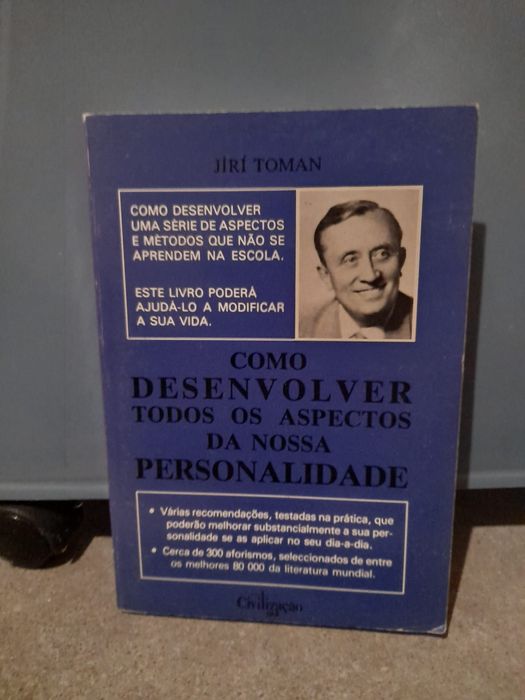 JÍRÍ TOMAN
COMO DESENVOLVER
UMA SÈRIE DE ASPECTOS
E MÈTODOS QUE NÃO SE
APRENDEM NA ESCOLA.
ESTE LIVRO PODERÁ
AJUDÁ-LO A MODIFICAR
A SUA VIDA.
COMO
DESENVOLVER
TODOS OS ASPECTOS
DA NOSSA
PERSONALIDADE
• Várias recomendações, testadas na prática, que
poderão melhorar substancialmente a sua per-
sonalidade se as aplicar no seu dia-a-dia.
• Cerca de 300 aforismos, seleccionados de entre
os melhores 80 000 da literatura mundial.
Civilização